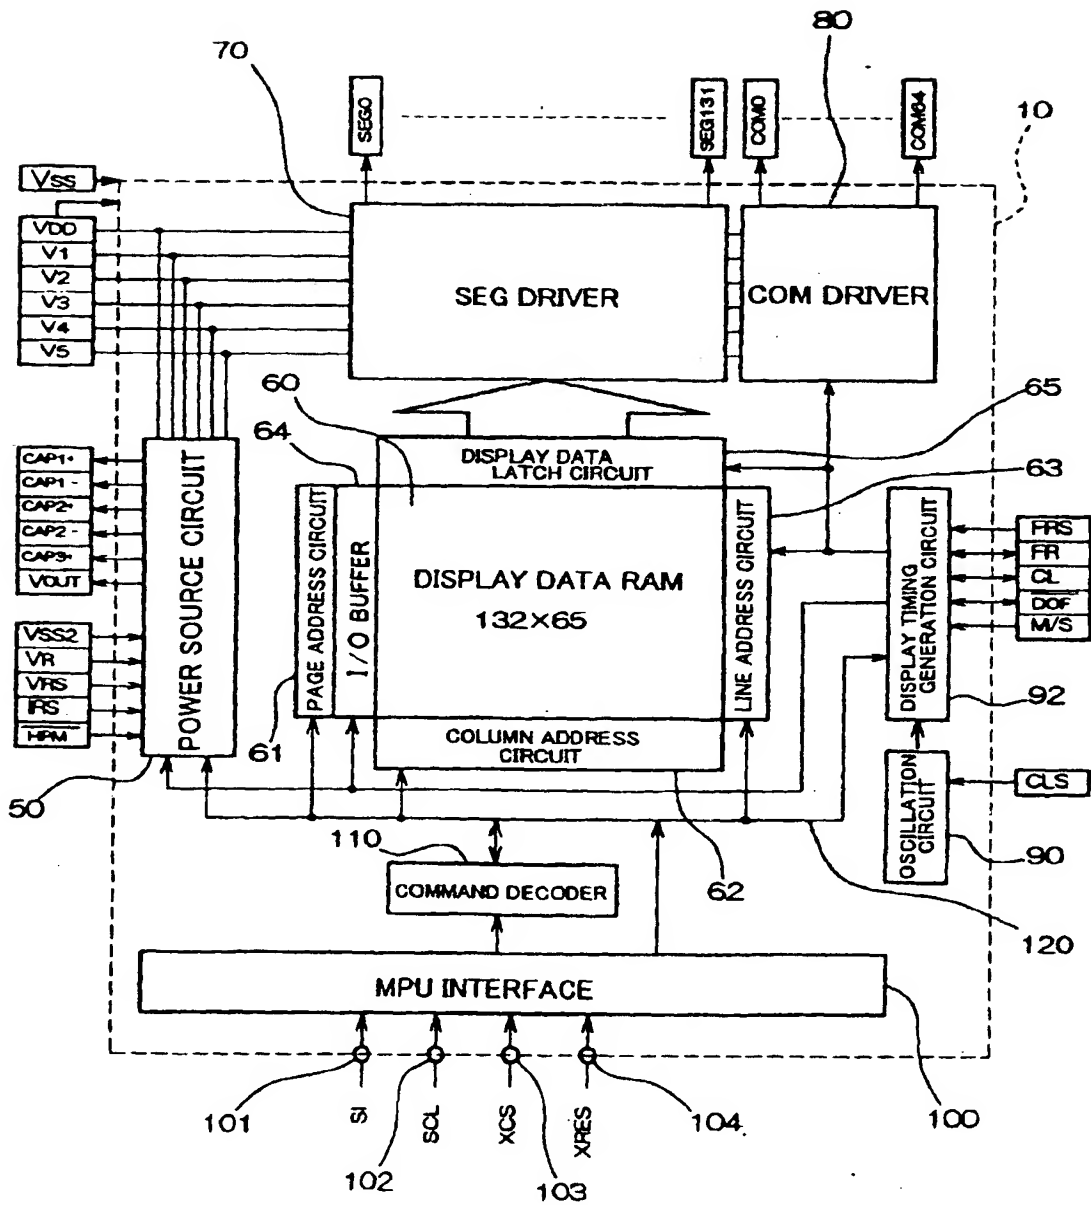 70
80
SEG0
SEG131
COM0
COM64
10
VSS
VDD
V1
V2
V3
V4
V5
SEG DRIVER
COM DRIVER
60
64
65
63
DISPLAY DATA
LATCH CIRCUIT
CAP1+
CAP1-
CAP2+
CAP2-
CAP3+
VOUT
VSS2
VR
VRS
IRS
HPM
POWER SOURCE CIRCUIT
PAGE ADDRESS CIRCUIT
I/O BUFFER
DISPLAY DATA RAM
132×65
LINE ADDRESS CIRCUIT
DISPLAY TIMING
GENERATION CIRCUIT
FRS
FR
CL
DOF
M/S
61
COLUMN ADDRESS
CIRCUIT
92
50
OSCILLATION
CIRCUIT
CLS
110
62
90
COMMAND DECODER
120
MPU INTERFACE
101
SI
102
SCL
XCS
103
XRES
104
100